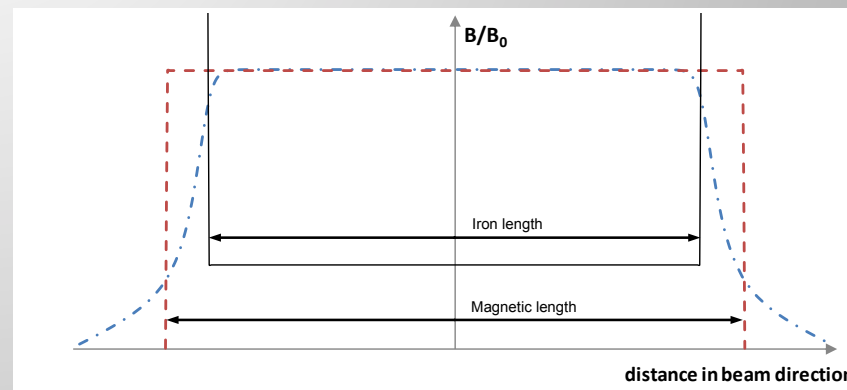 B/B₀
Iron length
Magnetic length
distance in beam direction